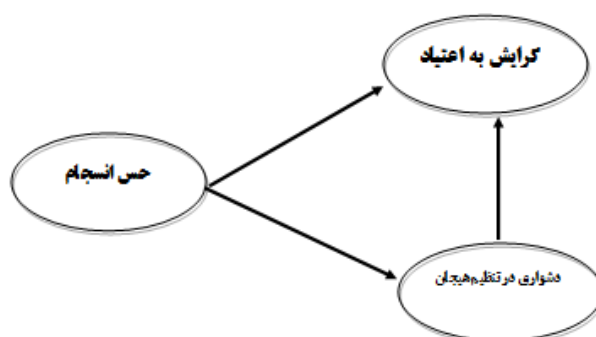 گرایش به اعتیاد
حس انسجام
دشواری در تنظیم هیجان